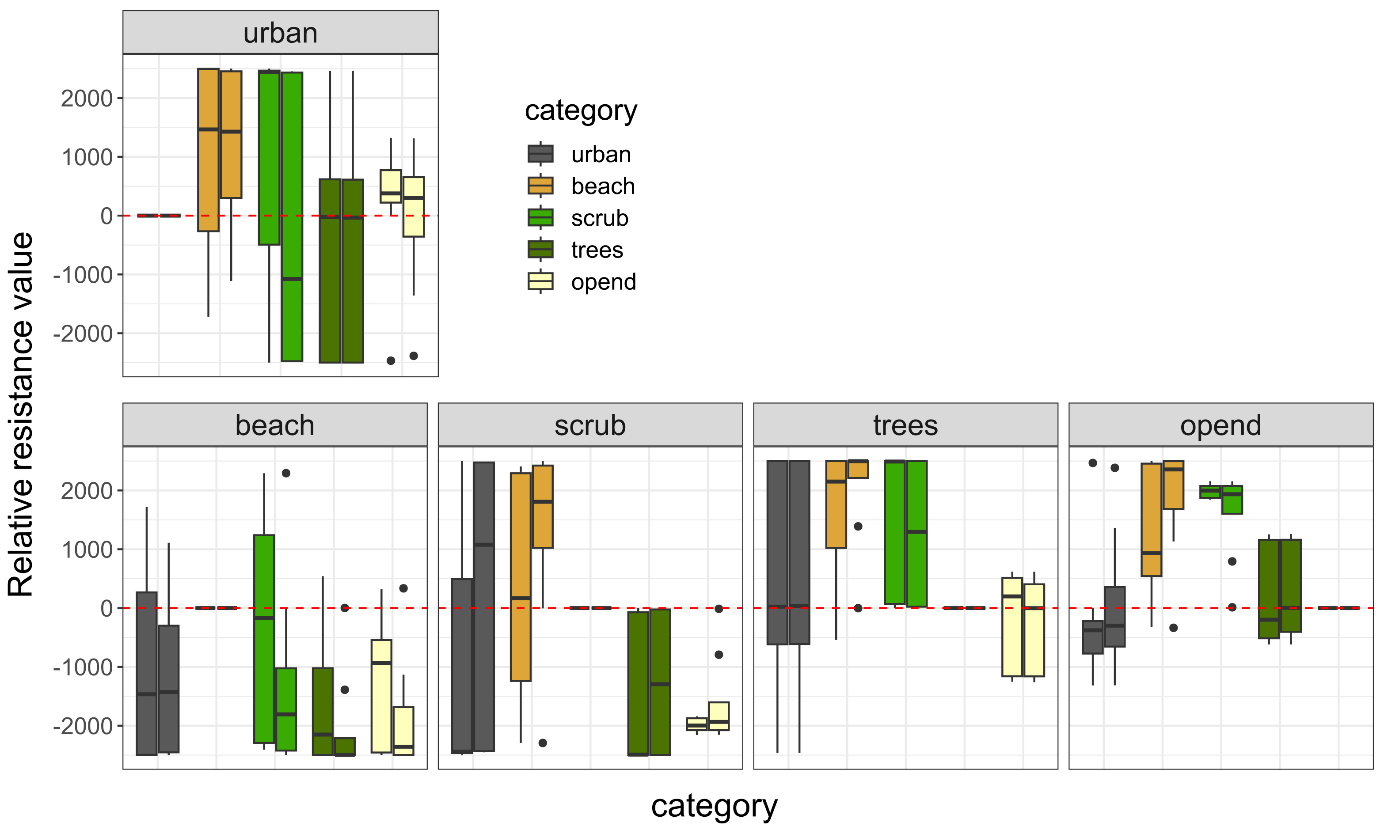 urban
2000
1000
0
-1000
-2000
category
urban
beach
scrub
trees
opend
Relative resistance value
beach
scrub
trees
opend
2000
1000
0
-1000
-2000
category